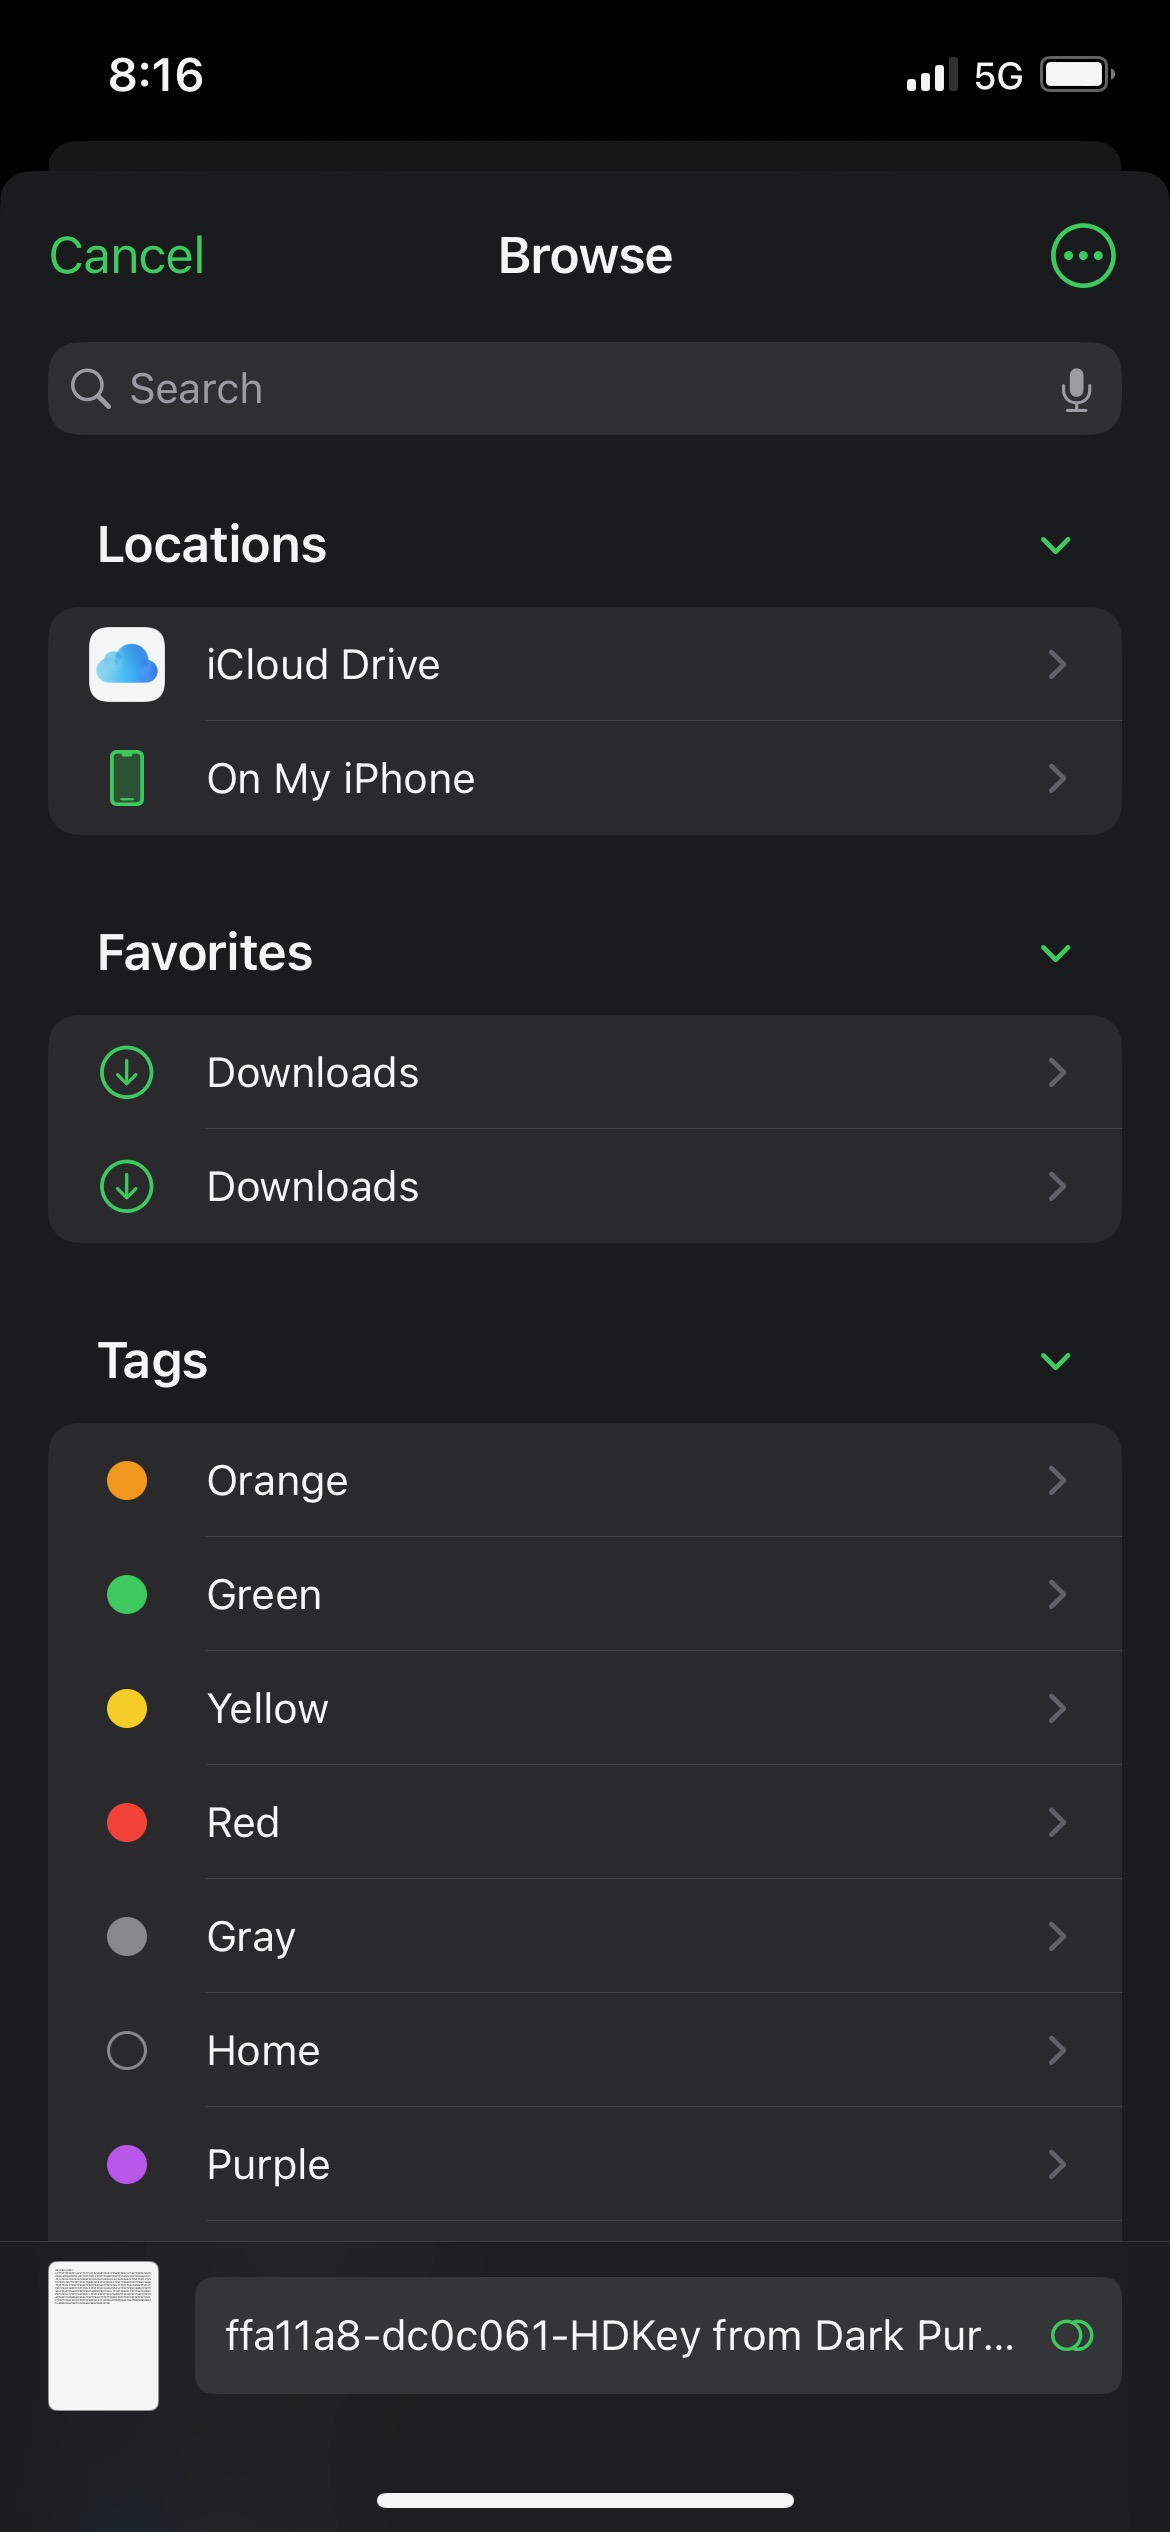 8:16
5G
Cancel
Browse
Search
Locations
iCloud Drive
On My iPhone
Favorites
Downloads
Downloads
Tags
Orange
Green
Yellow
Red
Gray
Home
Purple
ffa11a8-dc0c061-HDKey from Dark Pur...